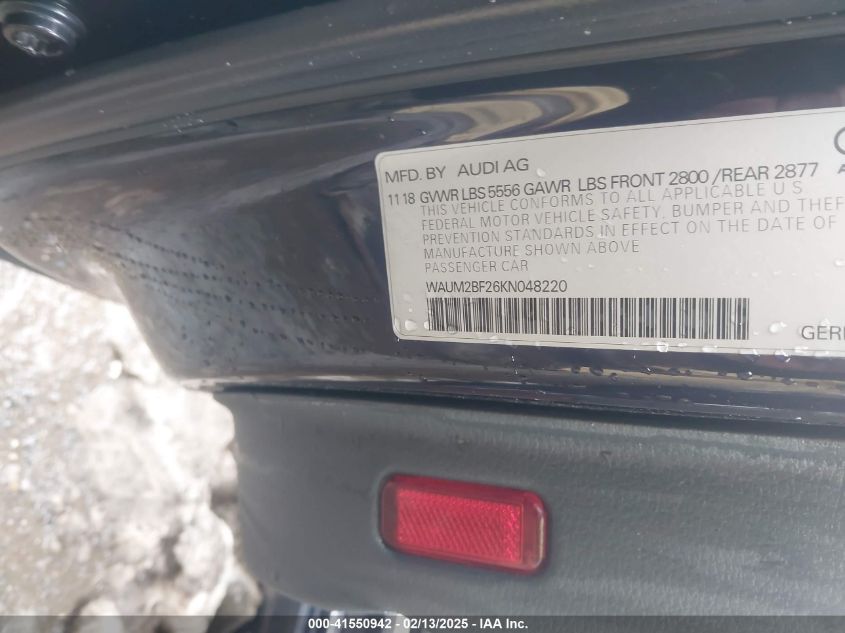 MFD. BY AUDI AG
11 18 GVWR LBS 5556 GAWR LBS FRONT 2800 /REAR 2877
THIS VEHICLE CONFORMS TO ALL APPLICABLE U S
FEDERAL MOTOR VEHICLE SAFETY, BUMPER AND THEF
PREVENTION STANDARDS IN EFFECT ON THE DATE OF
MANUFACTURE SHOWN ABOVE
PASSENGER CAR
WAUM2BF26KN048220
GER
000-41550942 - 02/13/2025 - IAA Inc.